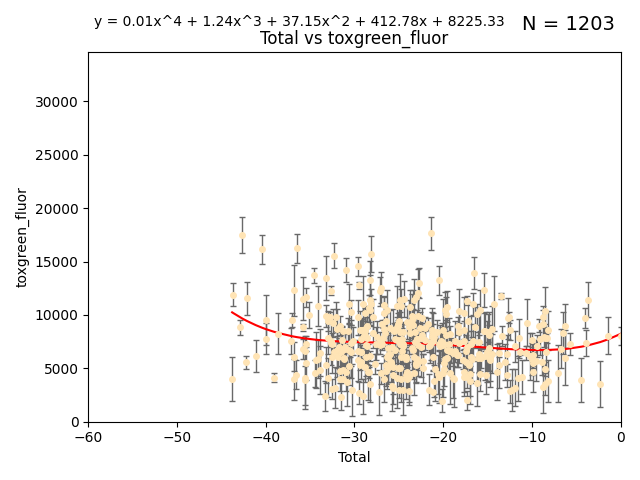 y = 0.01x^4 + 1.24x^3 + 37.15x^2 + 412.78x + 8225.33 N = 1203
Total vs toxgreen_fluor
toxgreen_fluor
30000
25000
20000
15000
10000
5000
0
−60 −50 −40 −30 −20 −10 0
Total